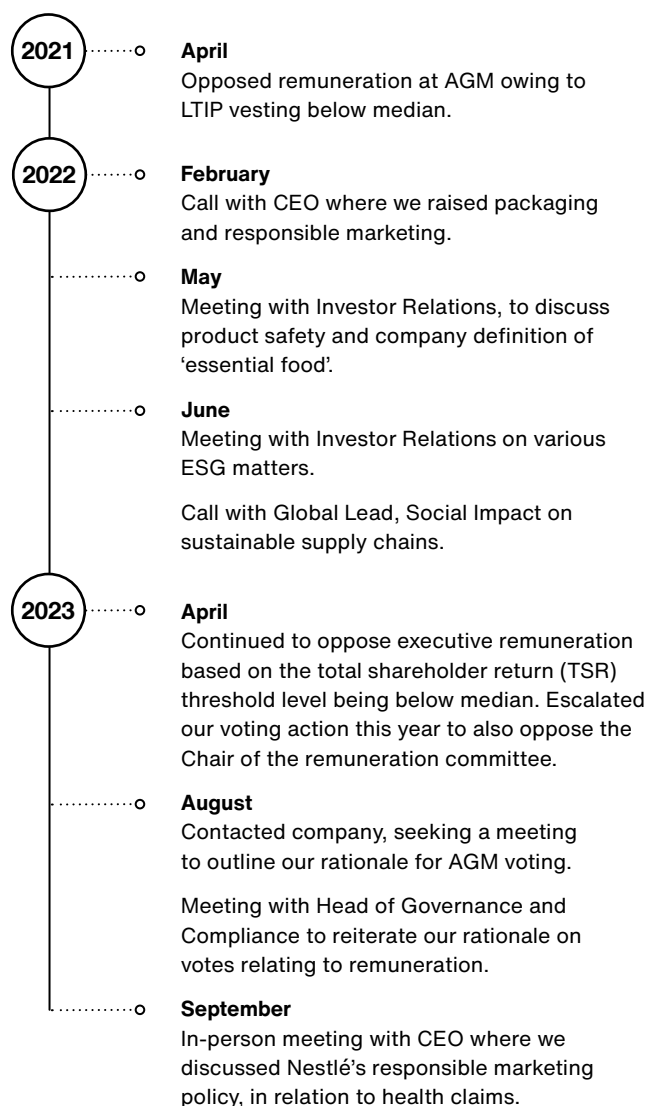 2021
April
Opposed remuneration at AGM owing to
LTIP vesting below median.
2022
February
Call with CEO where we raised packaging
and responsible marketing.
May
Meeting with Investor Relations, to discuss
product safety and company definition of
‘essential food’.
June
Meeting with Investor Relations on various
ESG matters.
Call with Global Lead, Social Impact on
sustainable supply chains.
2023
April
Continued to oppose executive remuneration
based on the total shareholder return (TSR)
threshold level being below median. Escalated
our voting action this year to also oppose the
Chair of the remuneration committee.
August
Contacted company, seeking a meeting
to outline our rationale for AGM voting.
Meeting with Head of Governance and
Compliance to reiterate our rationale on
votes relating to remuneration.
September
In-person meeting with CEO where we
discussed Nestlé’s responsible marketing
policy, in relation to health claims.